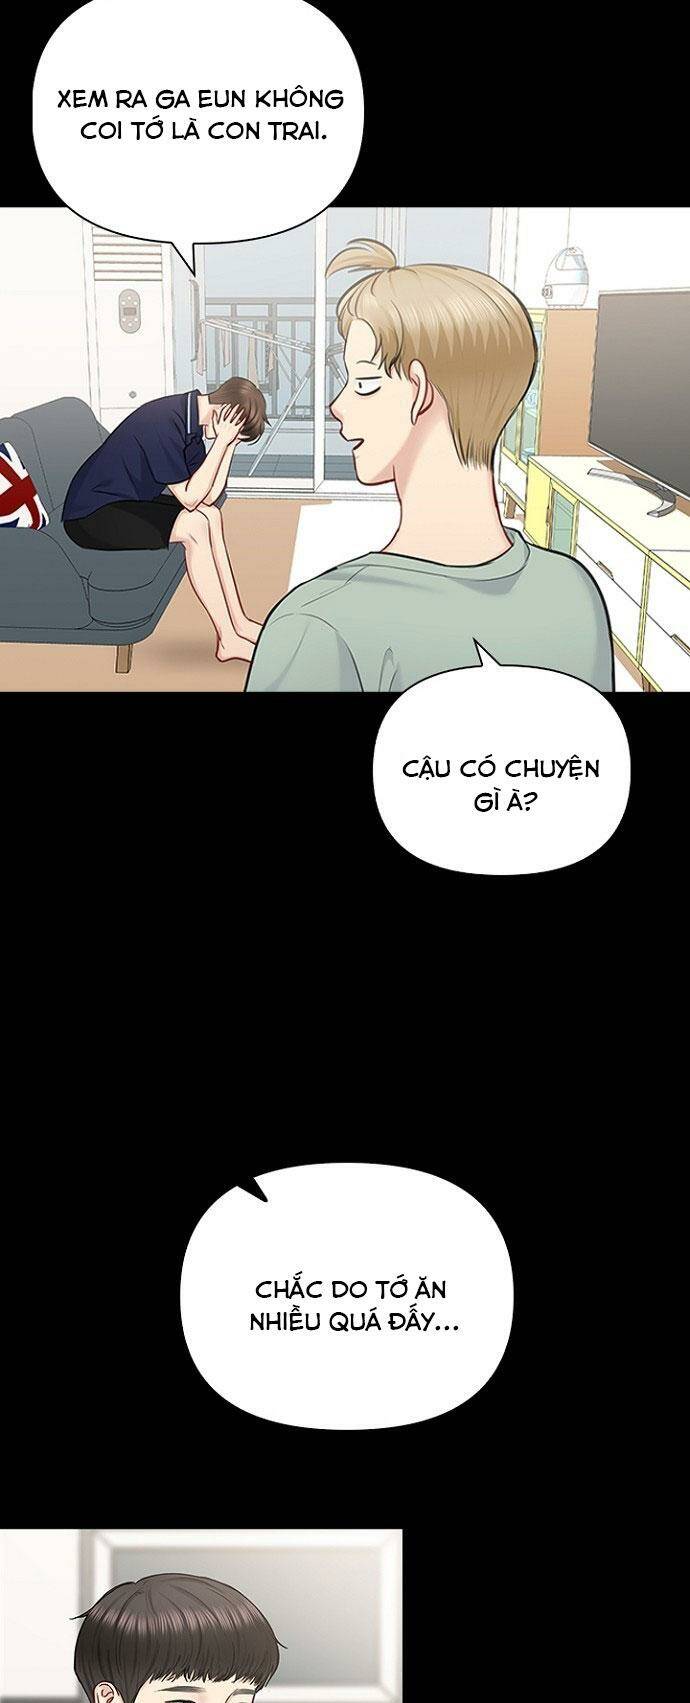 XEM RA GA EUN KHÔNG
COI TỚ LÀ CON TRAI.
CẬU CÓ CHUYỆN
GÌ À?
CHẮC DO TỚ ĂN
NHIỀU QUÁ ĐẤY...